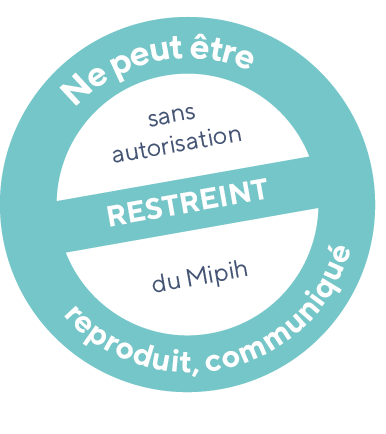 Ne peut être
sans
autorisation
RESTREINT
du Mipih
reproduit, communiqué